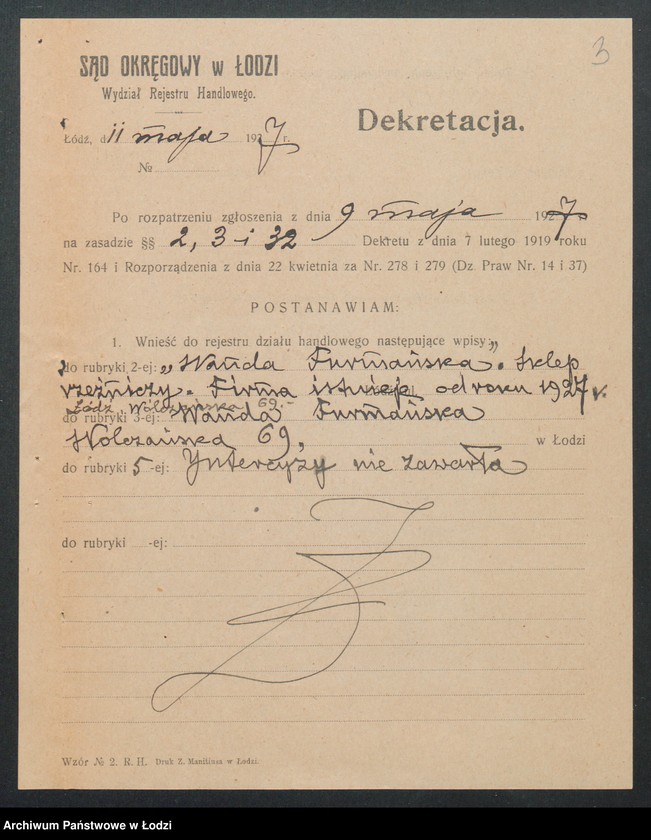 3
SĄD OKRĘGOWY w ŁODZI
Wydział Rejestru Handlowego.
Dekretacja.
Łódź, d. 11 maja 1927 r.
№
Po rozpatrzeniu zgłoszenia z dnia 9 maja 1927
na zasadzie §§ 2, 3 i 32 Dekretu z dnia 7 lutego 1919 roku
Nr. 164 i Rozporządzenia z dnia 22 kwietnia za Nr. 278 i 279 (Dz Praw Nr. 14 i 37)
POSTANAWIAM:
1. Wnieść do rejestru działu handlowego następujące wpisy:„
do rubryki 2-ej: „Wanda Furmańska". Sklep
rzeźniczy. Firma istnieje od roku 1927 r.
Łódź, Wólczańska 69.-
do rubryki 3-ej: Wanda Furmańska
Wólczańska 69, w Łodzi
do rubryki 5-ej: Intercyzy nie zawarła
do rubryki -ej:
Wzór № 2. R. H. Druk Z. Manitiusa w Łodzi.
Archiwum Państwowe w Łodzi